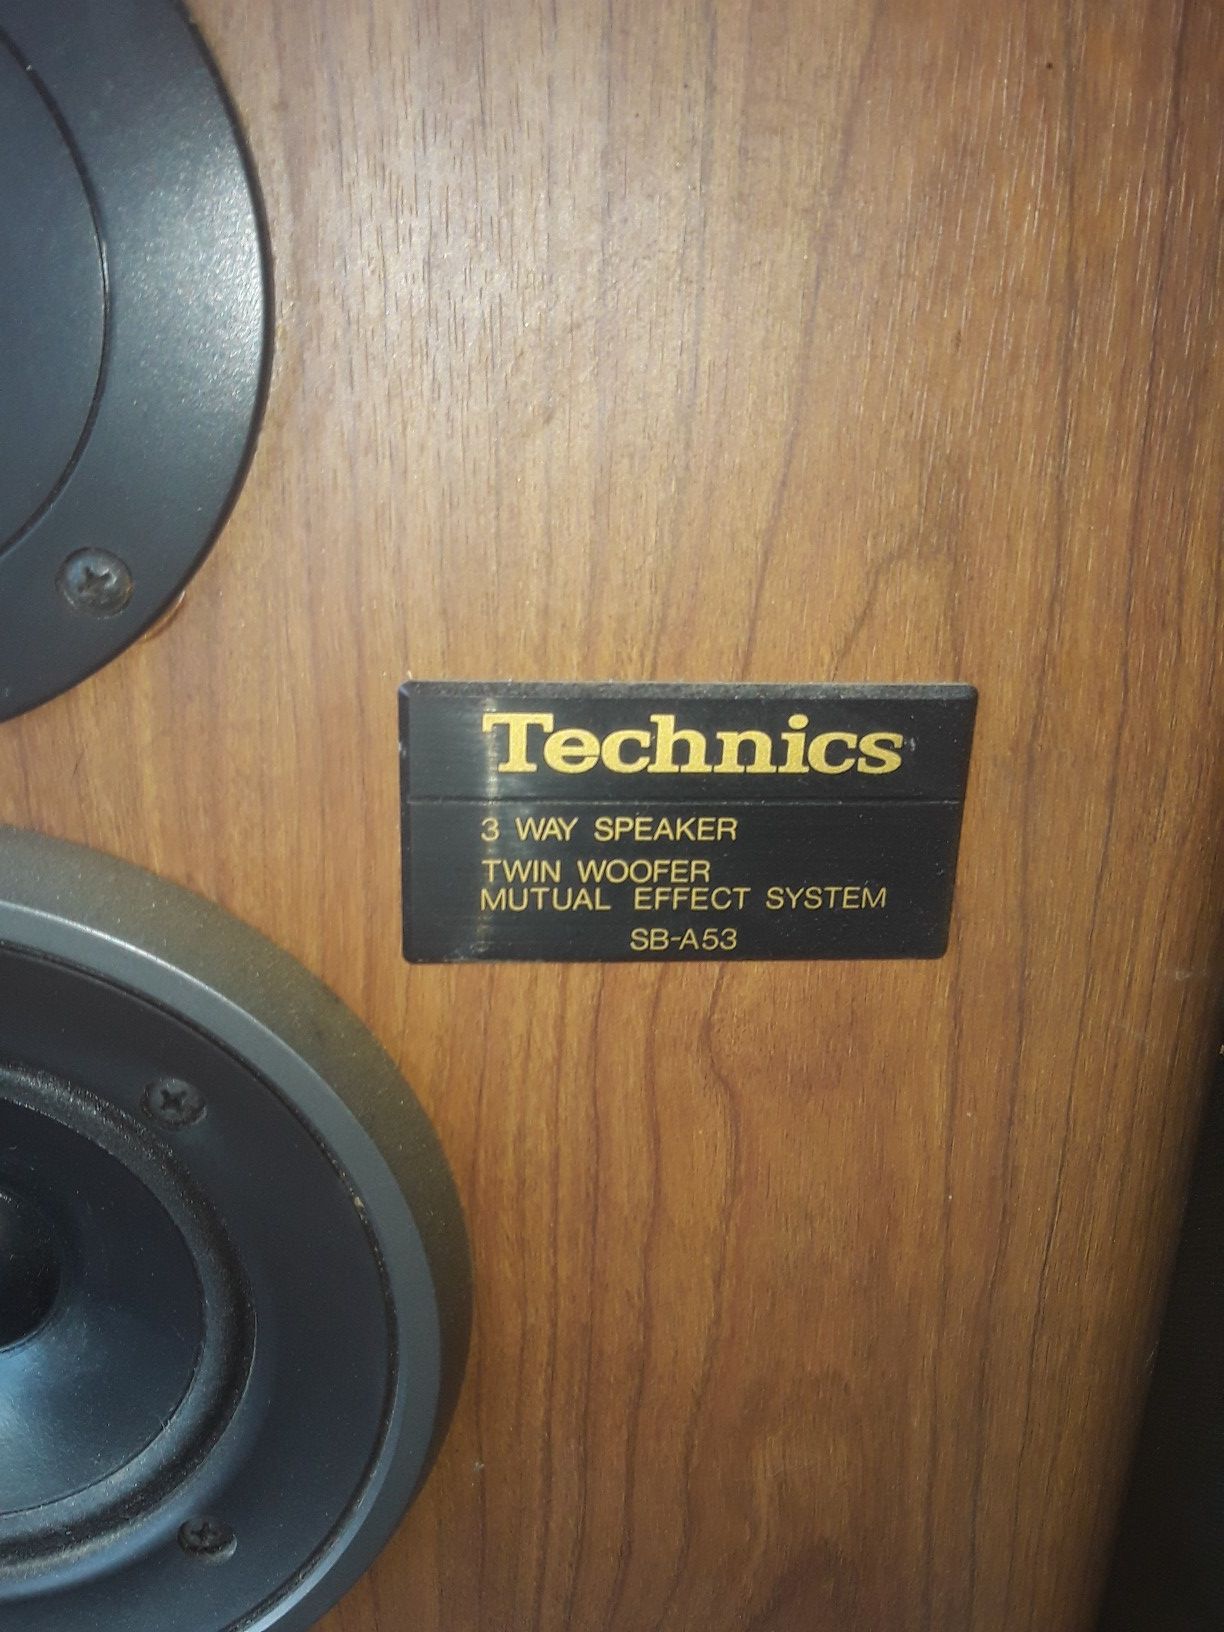 Technics
3 WAY SPEAKER
TWIN WOOFER
MUTUAL EFFECT SYSTEM
SB-A53